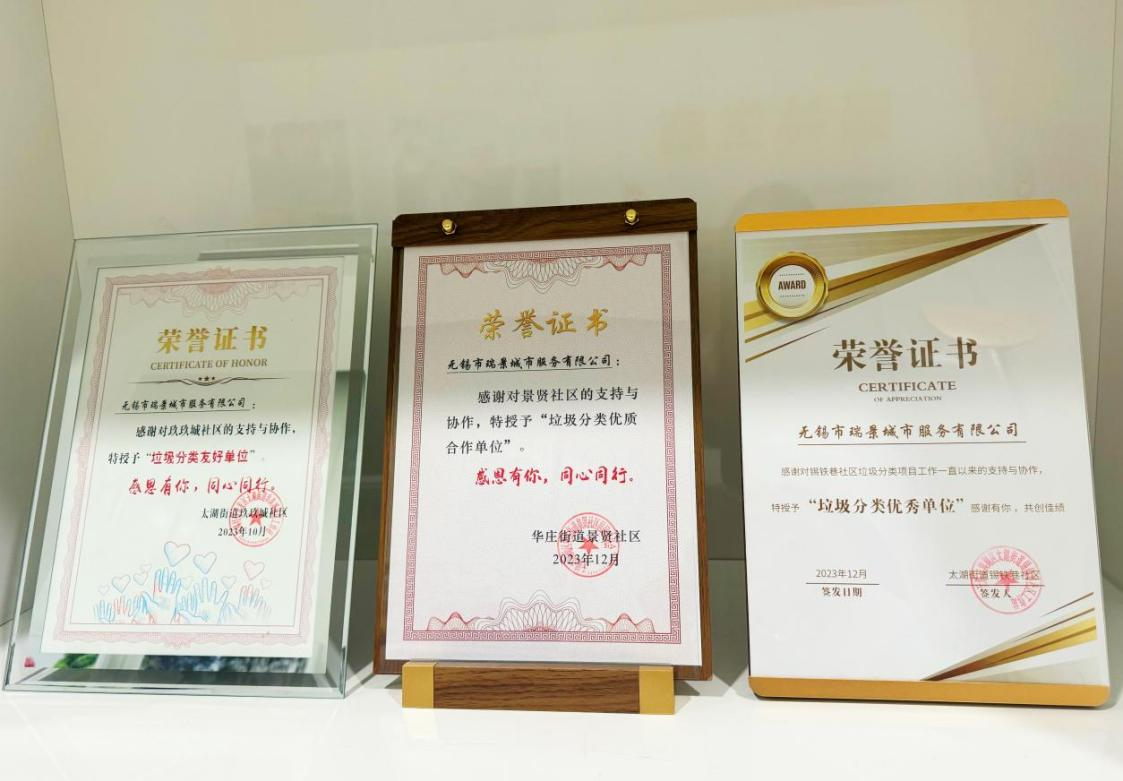 荣誉证书
CERTIFICATE OF HONOR
无锡市瑞景城市服务有限公司：
感谢对玖玖城社区的支持与协作，
特授予“垃圾分类友好单位”。
感恩有你，同心同行。
太湖街道玖玖城社区
2023年10月
荣誉证书
无锡市瑞景城市服务有限公司：
感谢对景贤社区的支持与
协作，特授予“垃圾分类优质
合作单位”。
感恩有你，同心同行。
华庄街道景贤社区
2023年12月
AWARD
荣誉证书
CERTIFICATE
OF APPRECIATION
无锡市瑞景城市服务有限公司
感谢对锡铁巷社区垃圾分类项目工作一直以来的支持与协作，
特授予 “垃圾分类优秀单位” 感谢有你，共创佳绩
2023年12月
签发日期
太湖街道锡铁巷社区
签发人